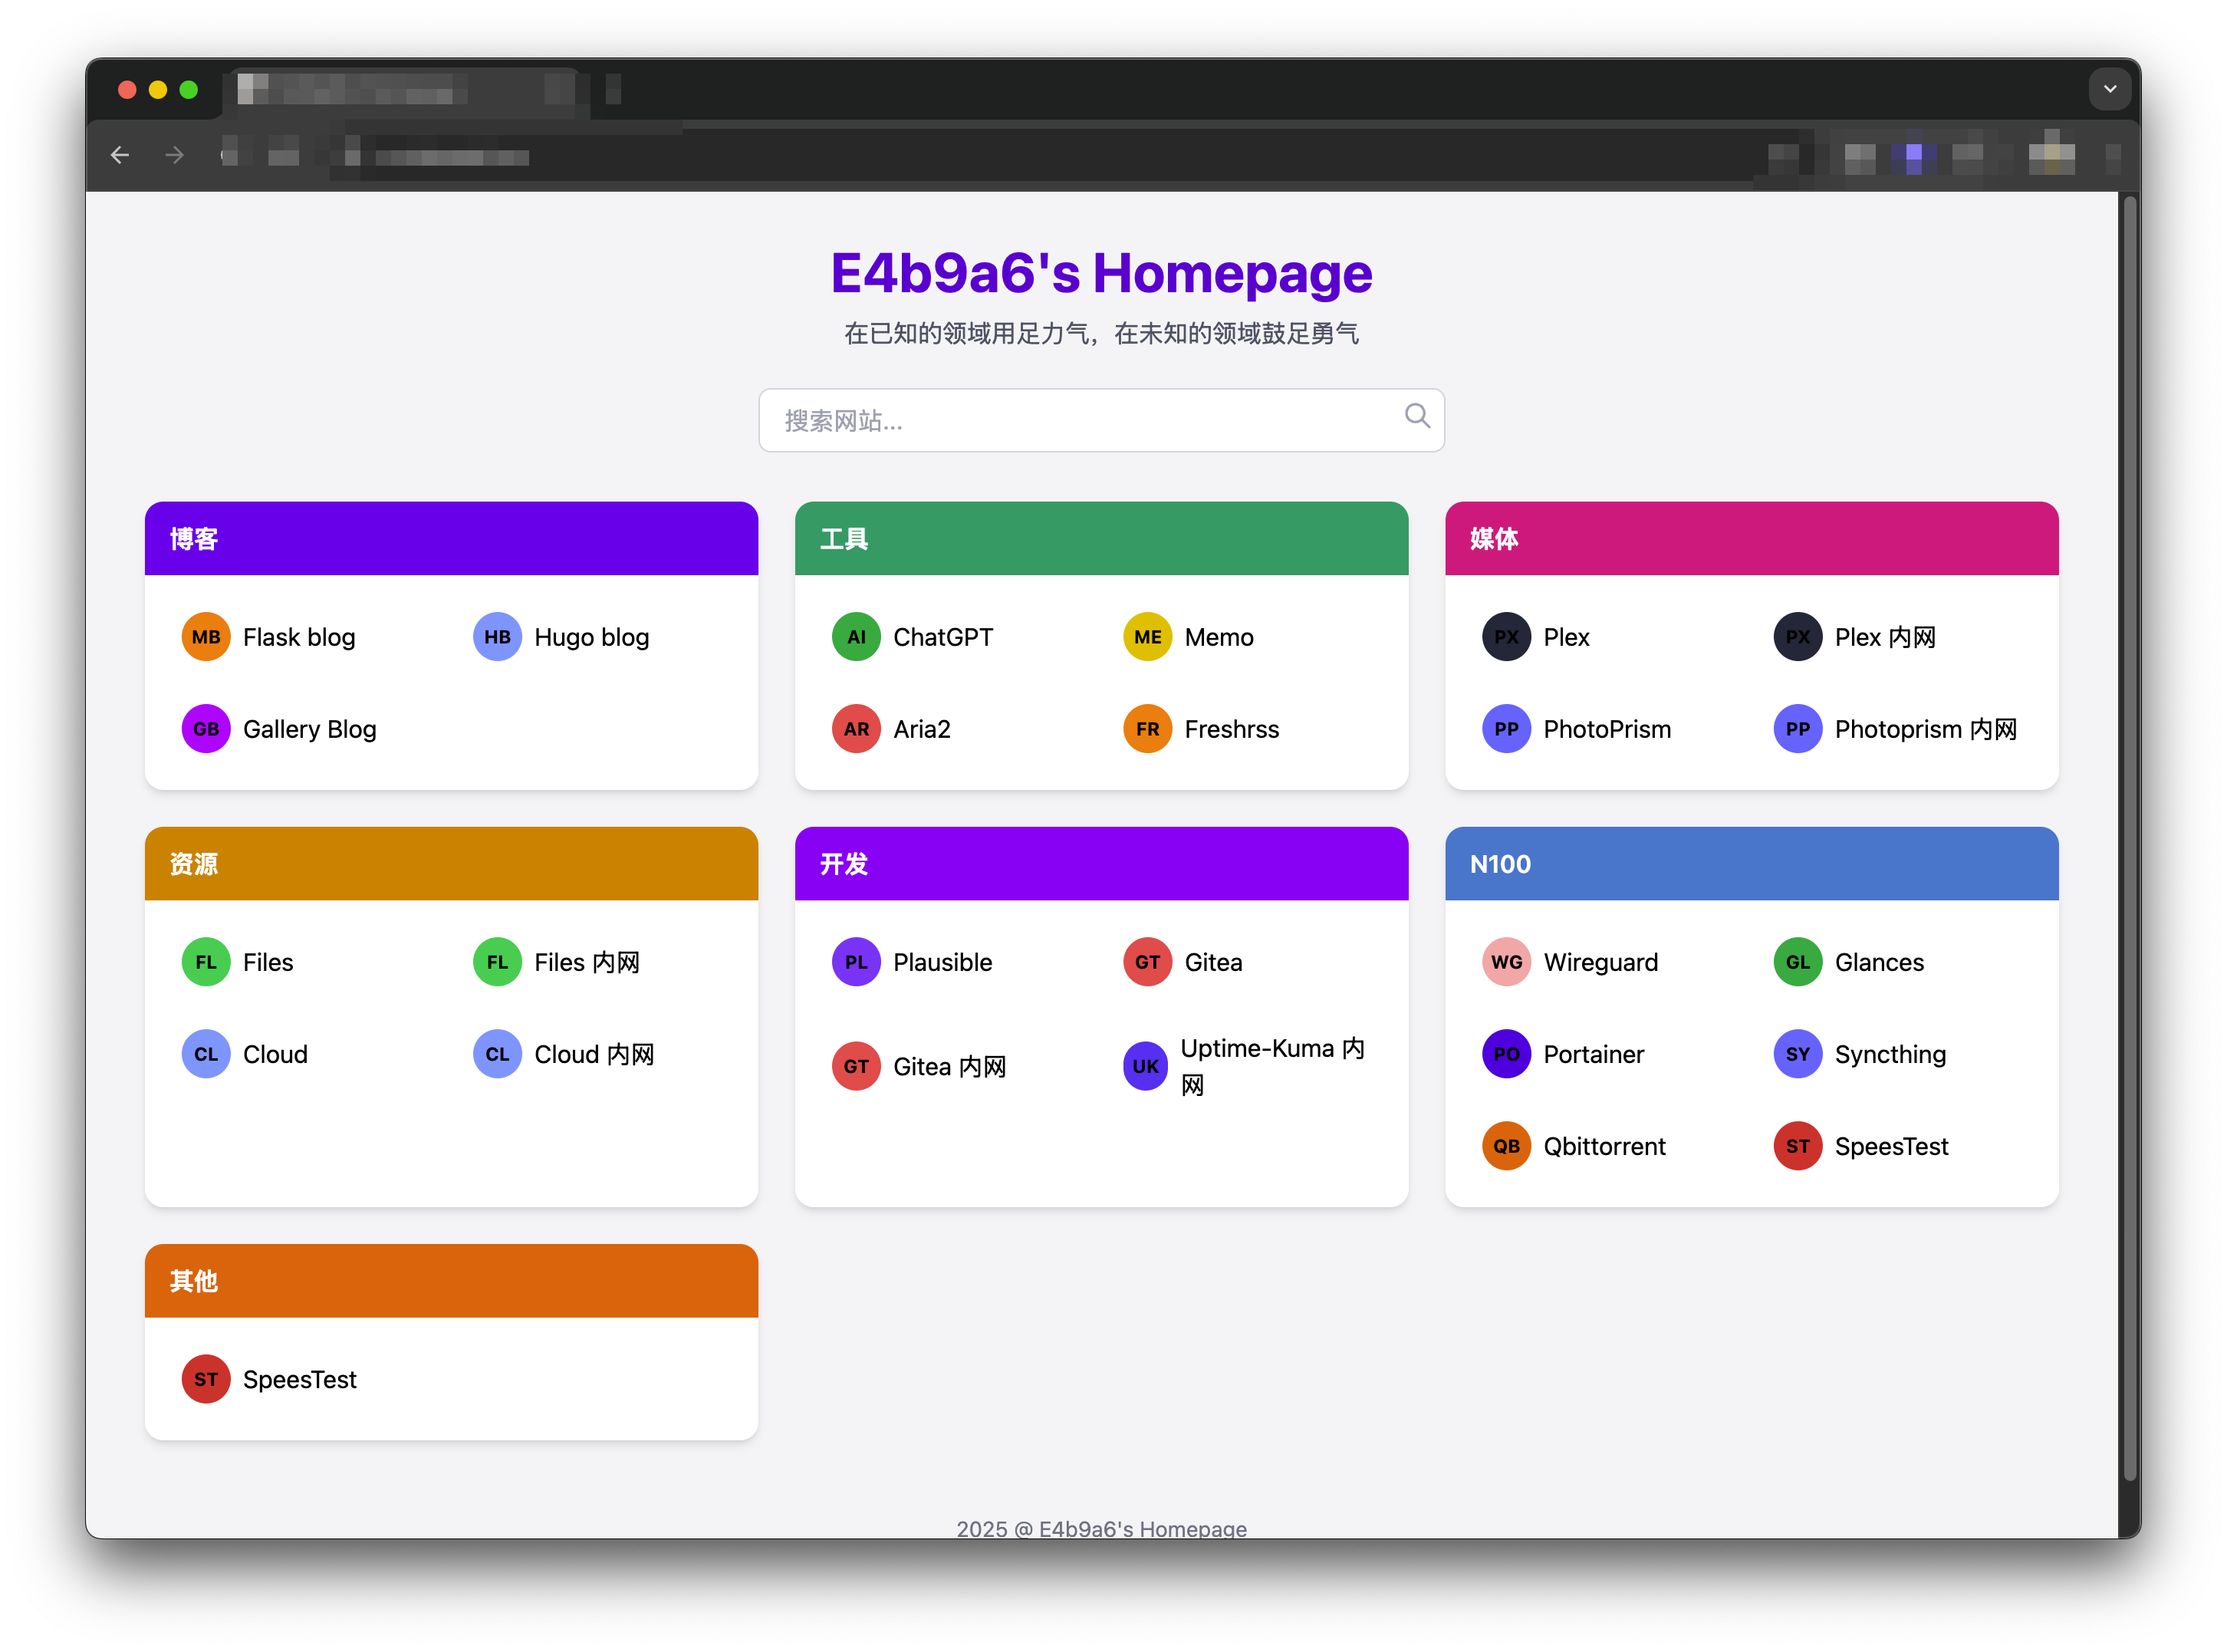 E4b9a6's Homepage
在已知的领域用足力气，在未知的领域鼓足勇气
搜索网站...
博客
MB Flask blog
HB Hugo blog
GB Gallery Blog
工具
AI ChatGPT
ME Memo
AR Aria2
FR Freshrss
媒体
PX Plex
PX Plex 内网
PP PhotoPrism
PP Photoprism 内网
资源
FL Files
FL Files 内网
CL Cloud
CL Cloud 内网
开发
PL Plausible
GT Gitea
GT Gitea 内网
UK Uptime-Kuma 内
网
N100
WG Wireguard
GL Glances
PO Portainer
SY Syncthing
QB Qbittorrent
ST SpeesTest
其他
ST SpeesTest
2025 @ E4b9a6's Homepage